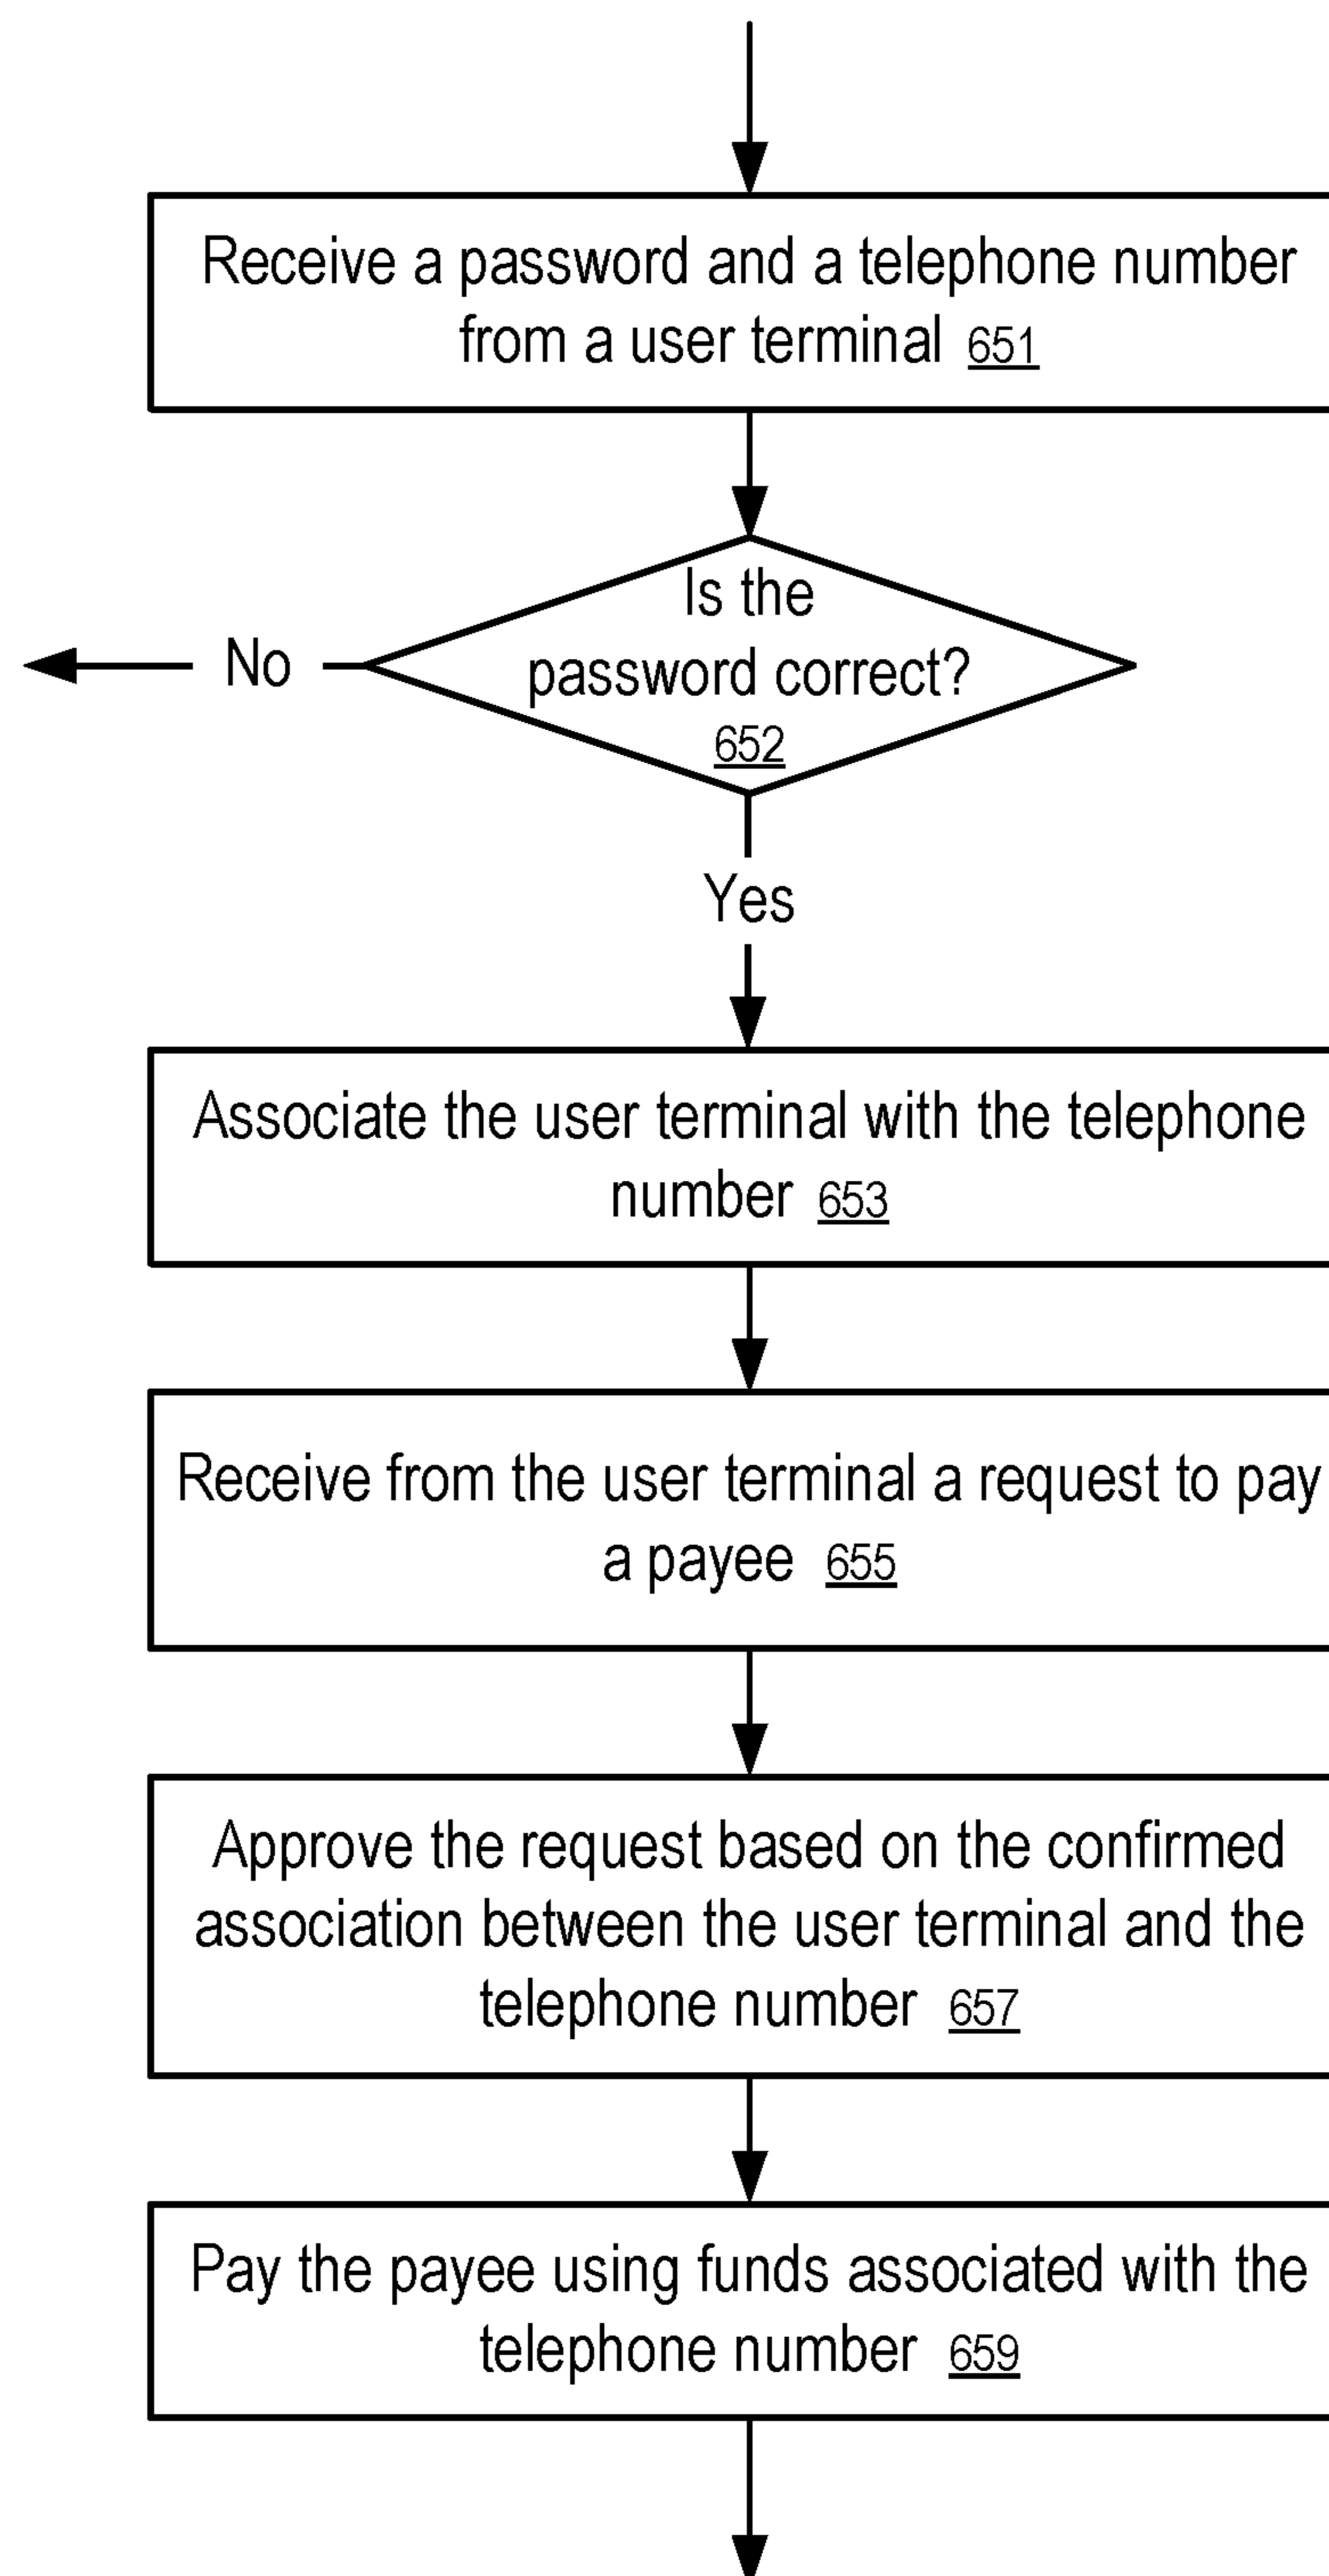 Receive a password and a telephone number
from a user terminal 651
Is the
password correct?
652
No
Yes
Associate the user terminal with the telephone
number 653
Receive from the user terminal a request to pay
a payee 655
Approve the request based on the confirmed
association between the user terminal and the
telephone number 657
Pay the payee using funds associated with the
telephone number 659